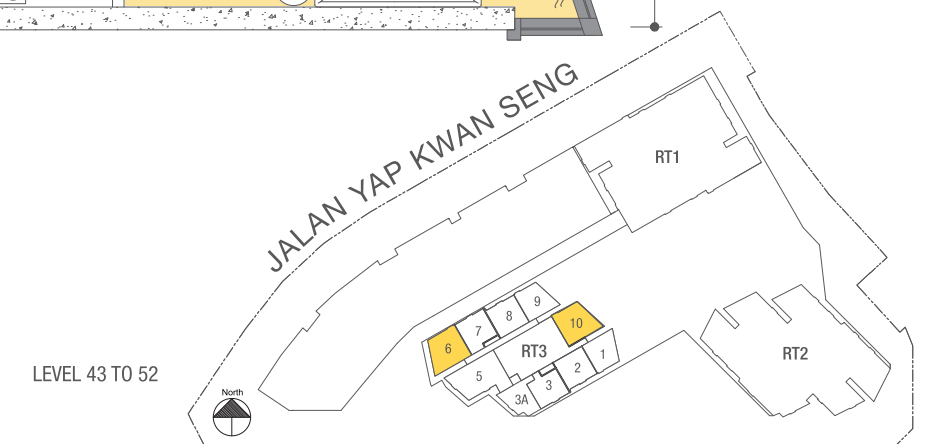 JALAN YAP KWAN SENG
RT1
9
8
7
10
6
RT3
RT2
1
5
2
3
3A
LEVEL 43 TO 52
North